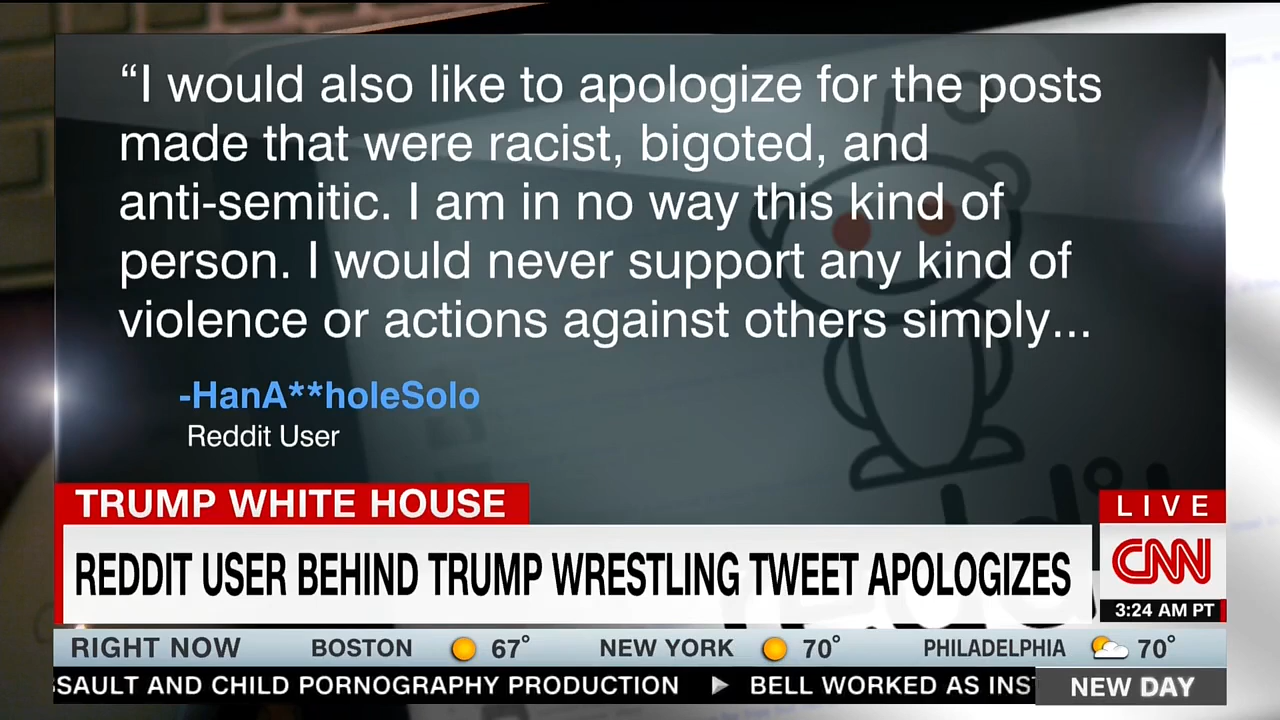 “I would also like to apologize for the posts
made that were racist, bigoted, and
anti-semitic. I am in no way this kind of
person. I would never support any kind of
violence or actions against others simply...
-HanA**holeSolo
Reddit User
TRUMP WHITE HOUSE
REDDIT USER BEHIND TRUMP WRESTLING TWEET APOLOGIZES
LIVE
CNN
3:24 AM PT
RIGHT NOW BOSTON 67° NEW YORK 70° PHILADELPHIA 70°
SSAULT AND CHILD PORNOGRAPHY PRODUCTION ▶ BELL WORKED AS INST
NEW DAY